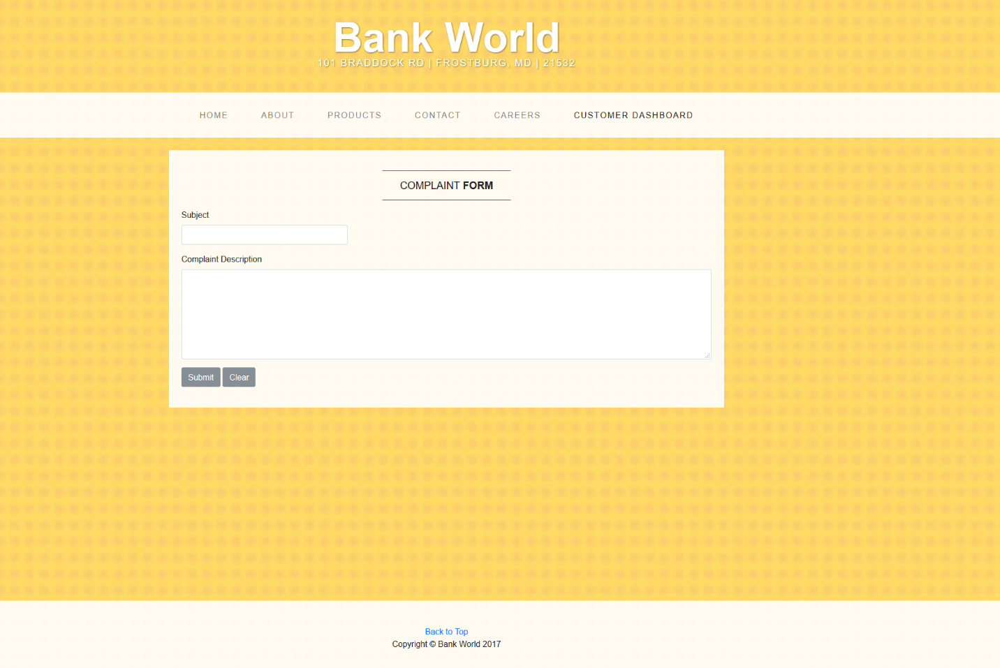 Bank World
101 BRADDOCK RD | FROSTBURG, MD | 21532
HOME ABOUT PRODUCTS CONTACT CAREERS CUSTOMER DASHBOARD
COMPLAINT FORM
Subject
Complaint Description
Submit Clear
Back to Top
Copyright © Bank World 2017